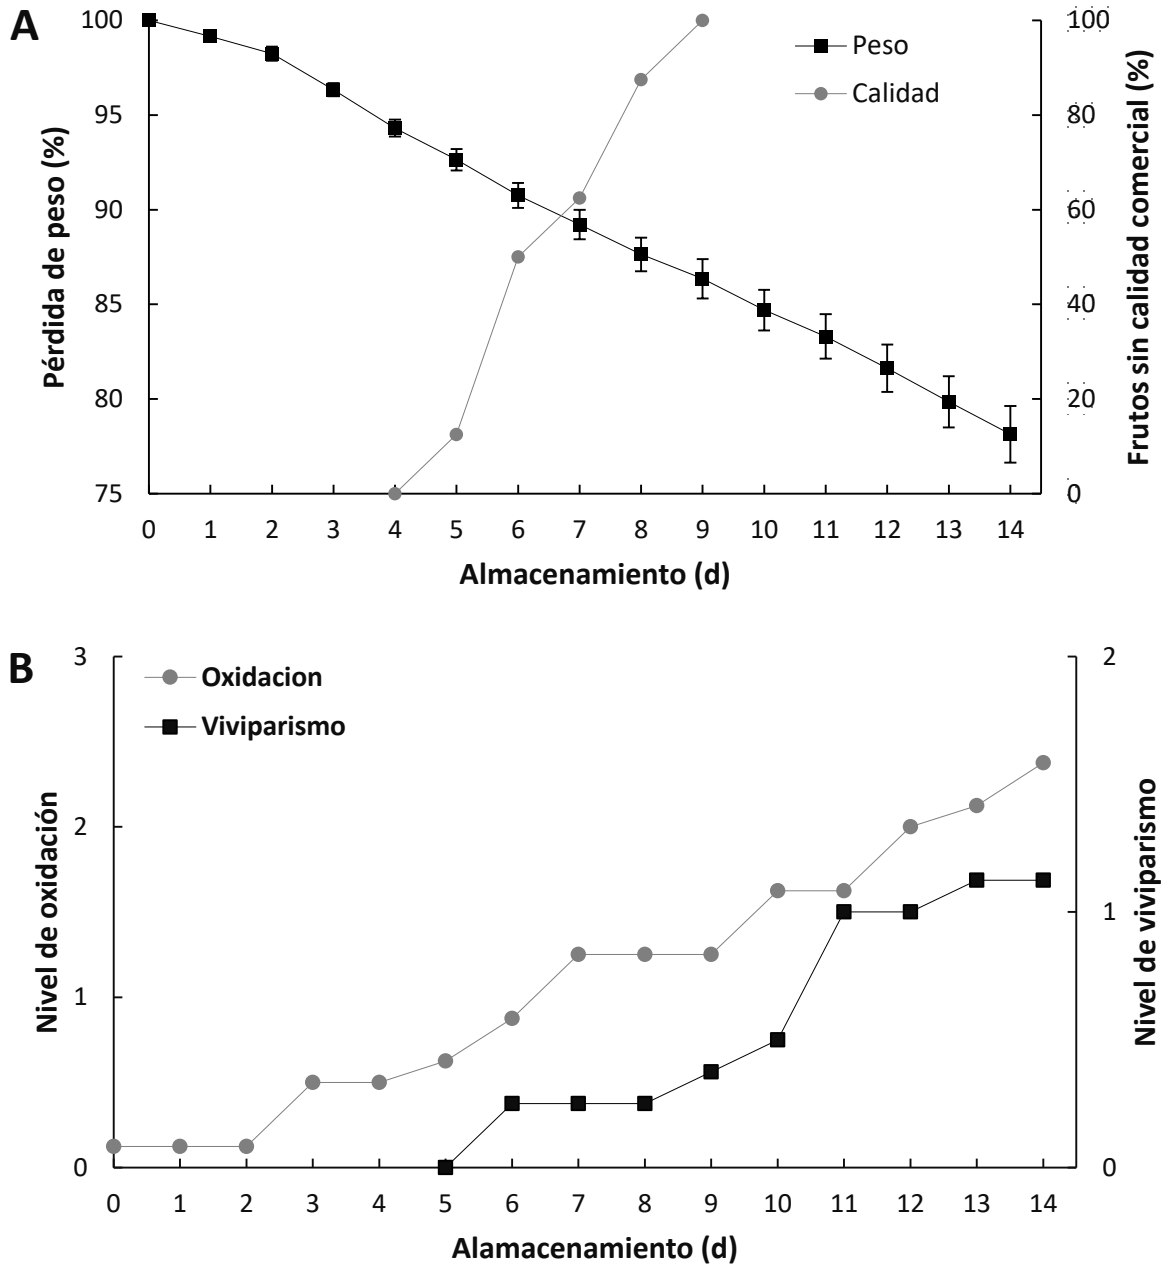 A
Pérdida de peso (%)
100
95
90
85
80
75
Peso
Calidad
100
80
60
40
20
0
Frutos sin calidad comercial (%)
0 1 2 3 4 5 6 7 8 9 10 11 12 13 14
Almacenamiento (d)
B
Nivel de oxidación
3
2
1
0
Oxidacion
Viviparismo
2
1
0
Nivel de viviparismo
0 1 2 3 4 5 6 7 8 9 10 11 12 13 14
Alamacenamiento (d)